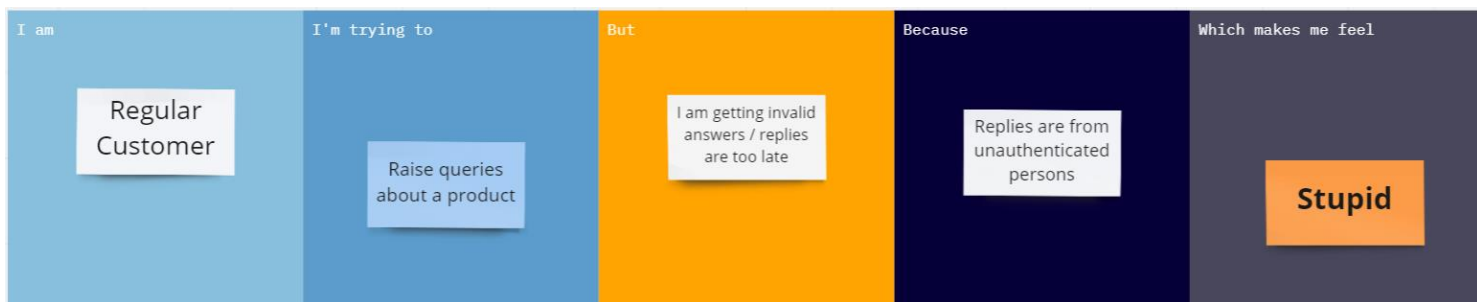 I am
Regular
Customer
I'm trying to
Raise queries
about a product
But
I am getting invalid
answers / replies
are too late
Because
Replies are from
unauthenticated
persons
Which makes me feel
Stupid